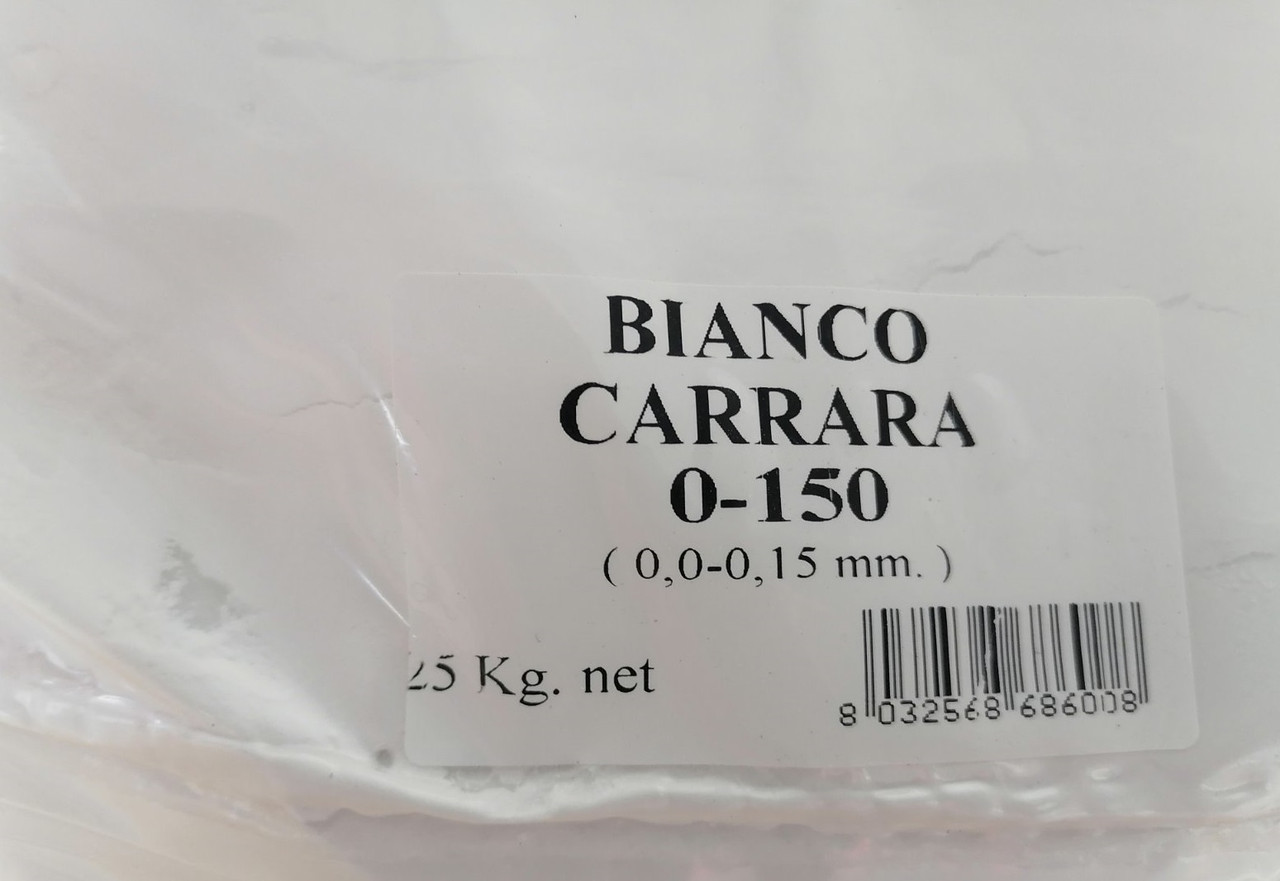 BIANCO
CARRARA
0-150
( 0,0-0,15 mm. )
25 Kg. net
8 032568 686008